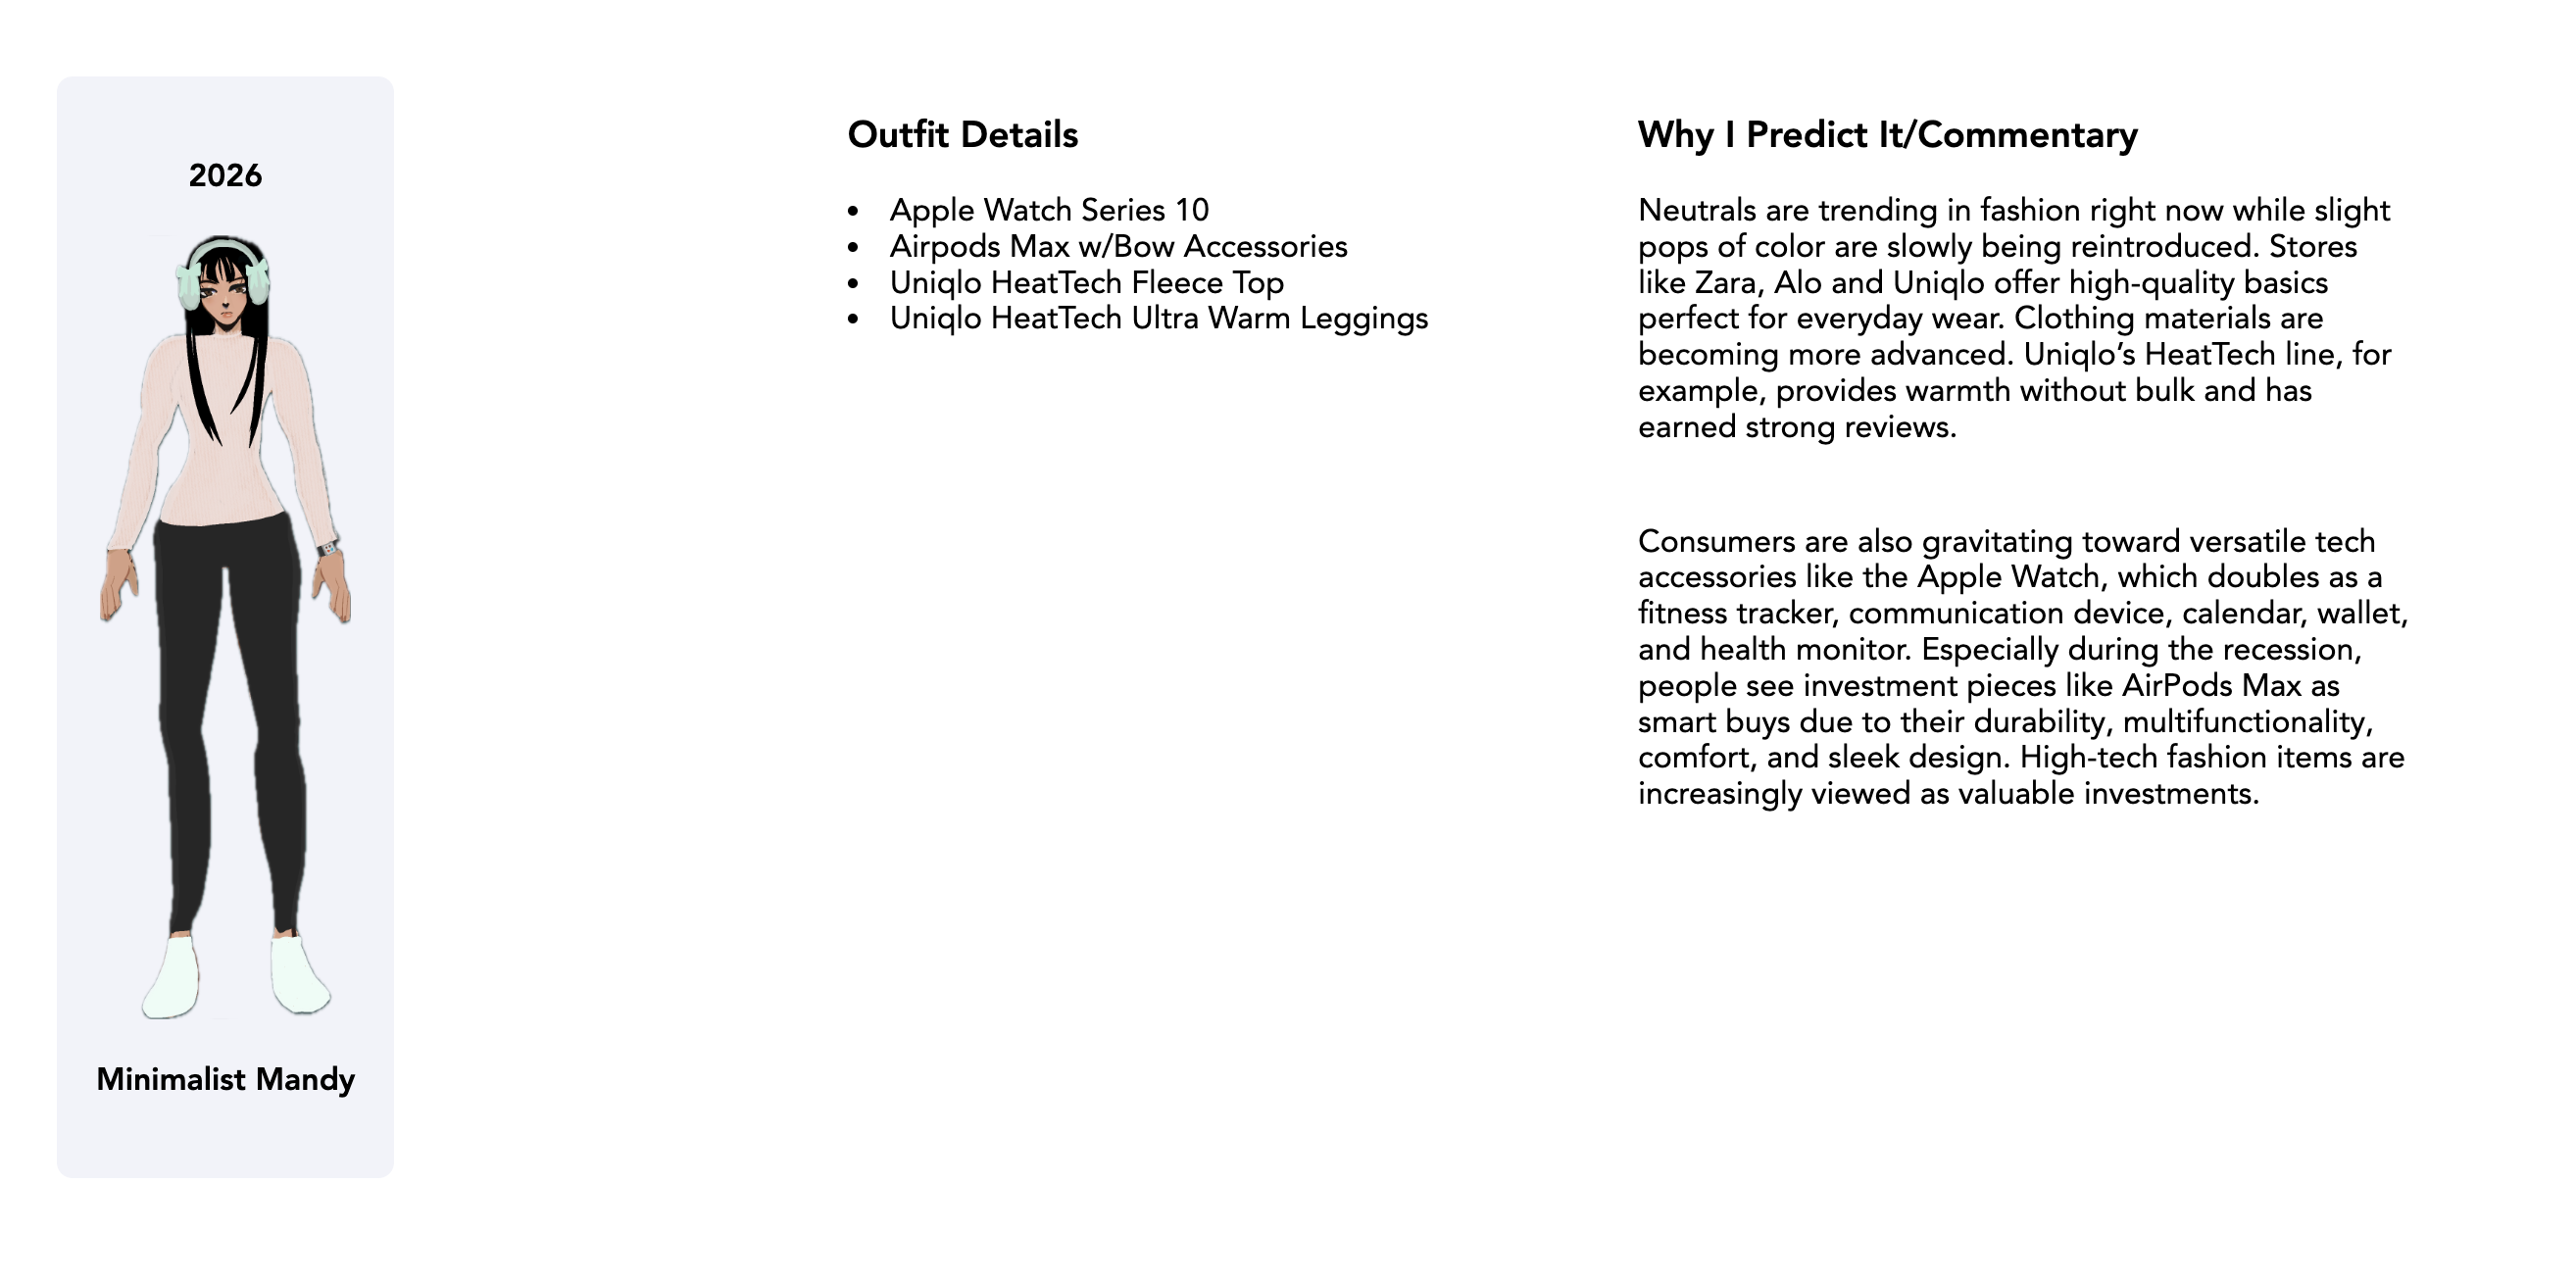 2026
Minimalist Mandy
Outfit Details
• Apple Watch Series 10
• Airpods Max w/Bow Accessories
• Uniqlo HeatTech Fleece Top
• Uniqlo HeatTech Ultra Warm Leggings
Why I Predict It/Commentary
Neutrals are trending in fashion right now while slight
pops of color are slowly being reintroduced. Stores
like Zara, Alo and Uniqlo offer high-quality basics
perfect for everyday wear. Clothing materials are
becoming more advanced. Uniqlo’s HeatTech line, for
example, provides warmth without bulk and has
earned strong reviews.
Consumers are also gravitating toward versatile tech
accessories like the Apple Watch, which doubles as a
fitness tracker, communication device, calendar, wallet,
and health monitor. Especially during the recession,
people see investment pieces like AirPods Max as
smart buys due to their durability, multifunctionality,
comfort, and sleek design. High-tech fashion items are
increasingly viewed as valuable investments.